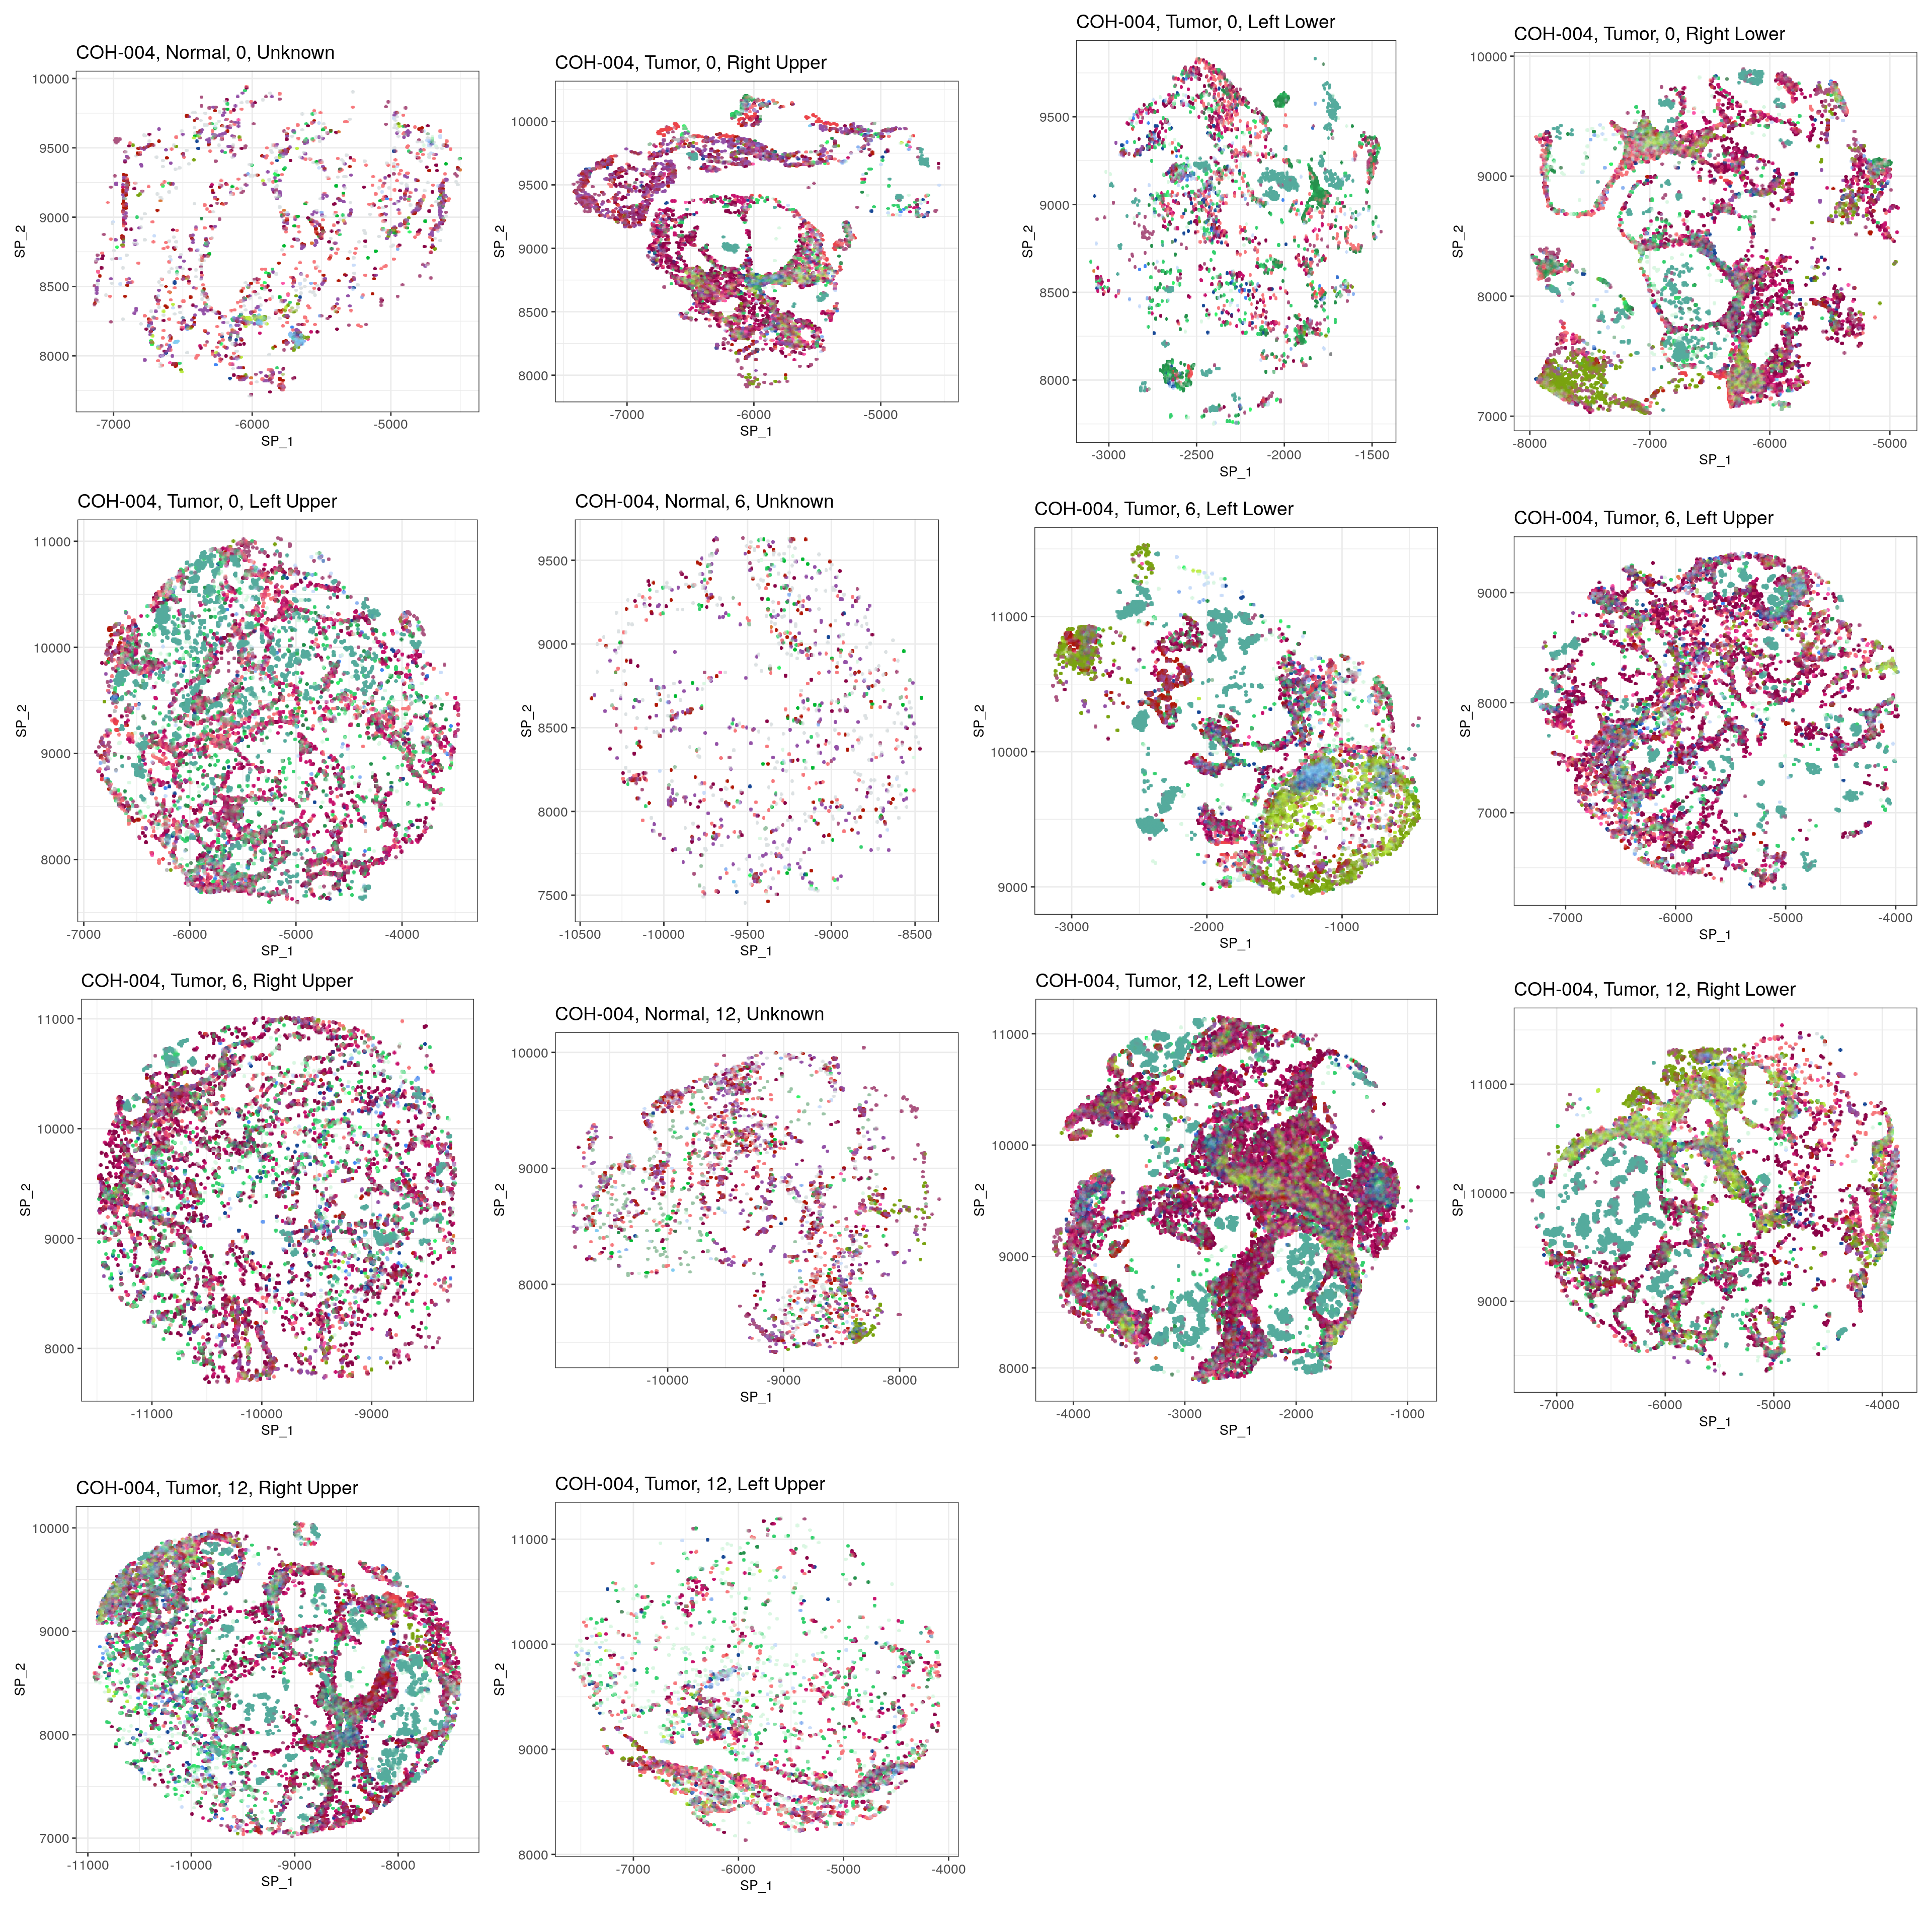 COH-004, Normal, 0, Unknown
10000
9500
9000
8500
8000
SP_2
-7000
-6000
-5000
SP_1
COH-004, Tumor, 0, Right Upper
10000
9500
9000
8500
8000
SP_2
-7000
-6000
-5000
SP_1
COH-004, Tumor, 0, Left Lower
9500
9000
8500
8000
SP_2
-3000
-2500
-2000
-1500
SP_1
COH-004, Tumor, 0, Right Lower
10000
9000
8000
7000
SP_2
-8000
-7000
-6000
-5000
SP_1
COH-004, Tumor, 0, Left Upper
11000
10000
9000
8000
SP_2
-7000
-6000
-5000
-4000
SP_1
COH-004, Normal, 6, Unknown
9500
9000
8500
8000
7500
SP_2
-10500
-10000
-9500
-9000
-8500
SP_1
COH-004, Tumor, 6, Left Lower
11000
10000
9000
SP_2
-3000
-2000
-1000
SP_1
COH-004, Tumor, 6, Left Upper
9000
8000
7000
SP_2
-7000
-6000
-5000
-4000
SP_1
COH-004, Tumor, 6, Right Upper
11000
10000
9000
8000
SP_2
-11000
-10000
-9000
SP_1
COH-004, Normal, 12, Unknown
10000
9000
8000
SP_2
-10000
-9000
-8000
SP_1
COH-004, Tumor, 12, Left Lower
11000
10000
9000
8000
SP_2
-4000
-3000
-2000
-1000
SP_1
COH-004, Tumor, 12, Right Lower
11000
10000
9000
SP_2
-7000
-6000
-5000
-4000
SP_1
COH-004, Tumor, 12, Right Upper
10000
9000
8000
7000
SP_2
-11000
-10000
-9000
-8000
SP_1
COH-004, Tumor, 12, Left Upper
11000
10000
9000
8000
SP_2
-7000
-6000
-5000
-4000
SP_1